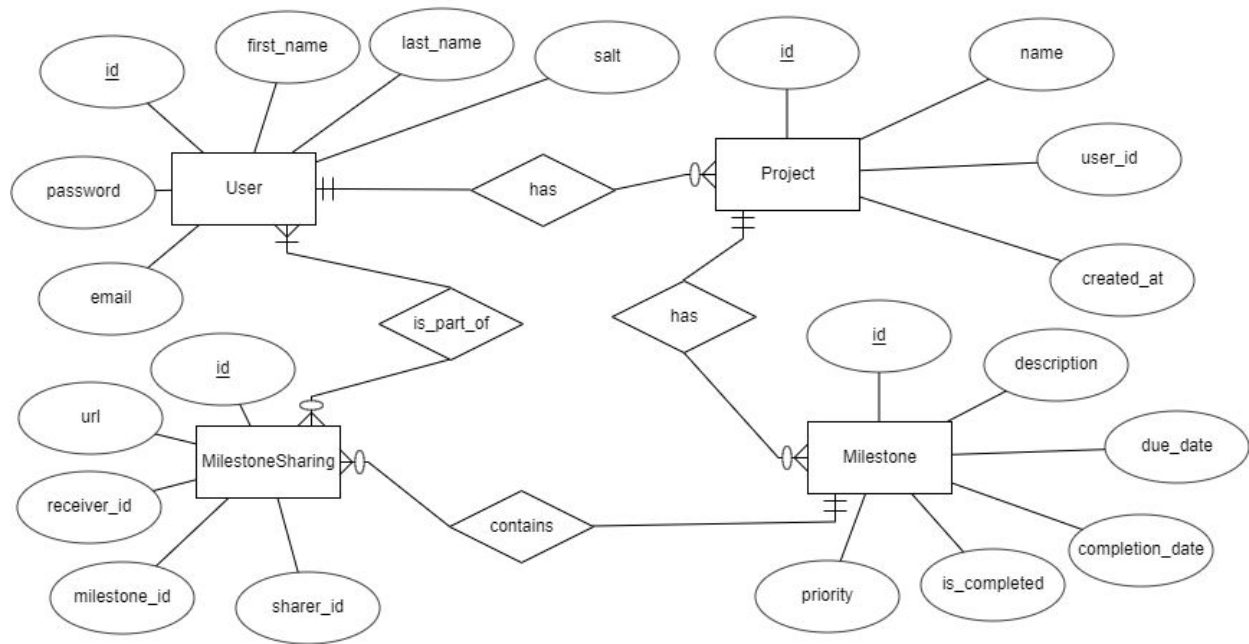 first_name
last_name
id
salt
id
name
password
User
has
Project
user_id
email
created_at
is_part_of
has
id
description
id
url
MilestoneSharing
Milestone
due_date
receiver_id
contains
completion_date
milestone_id
sharer_id
priority
is_completed